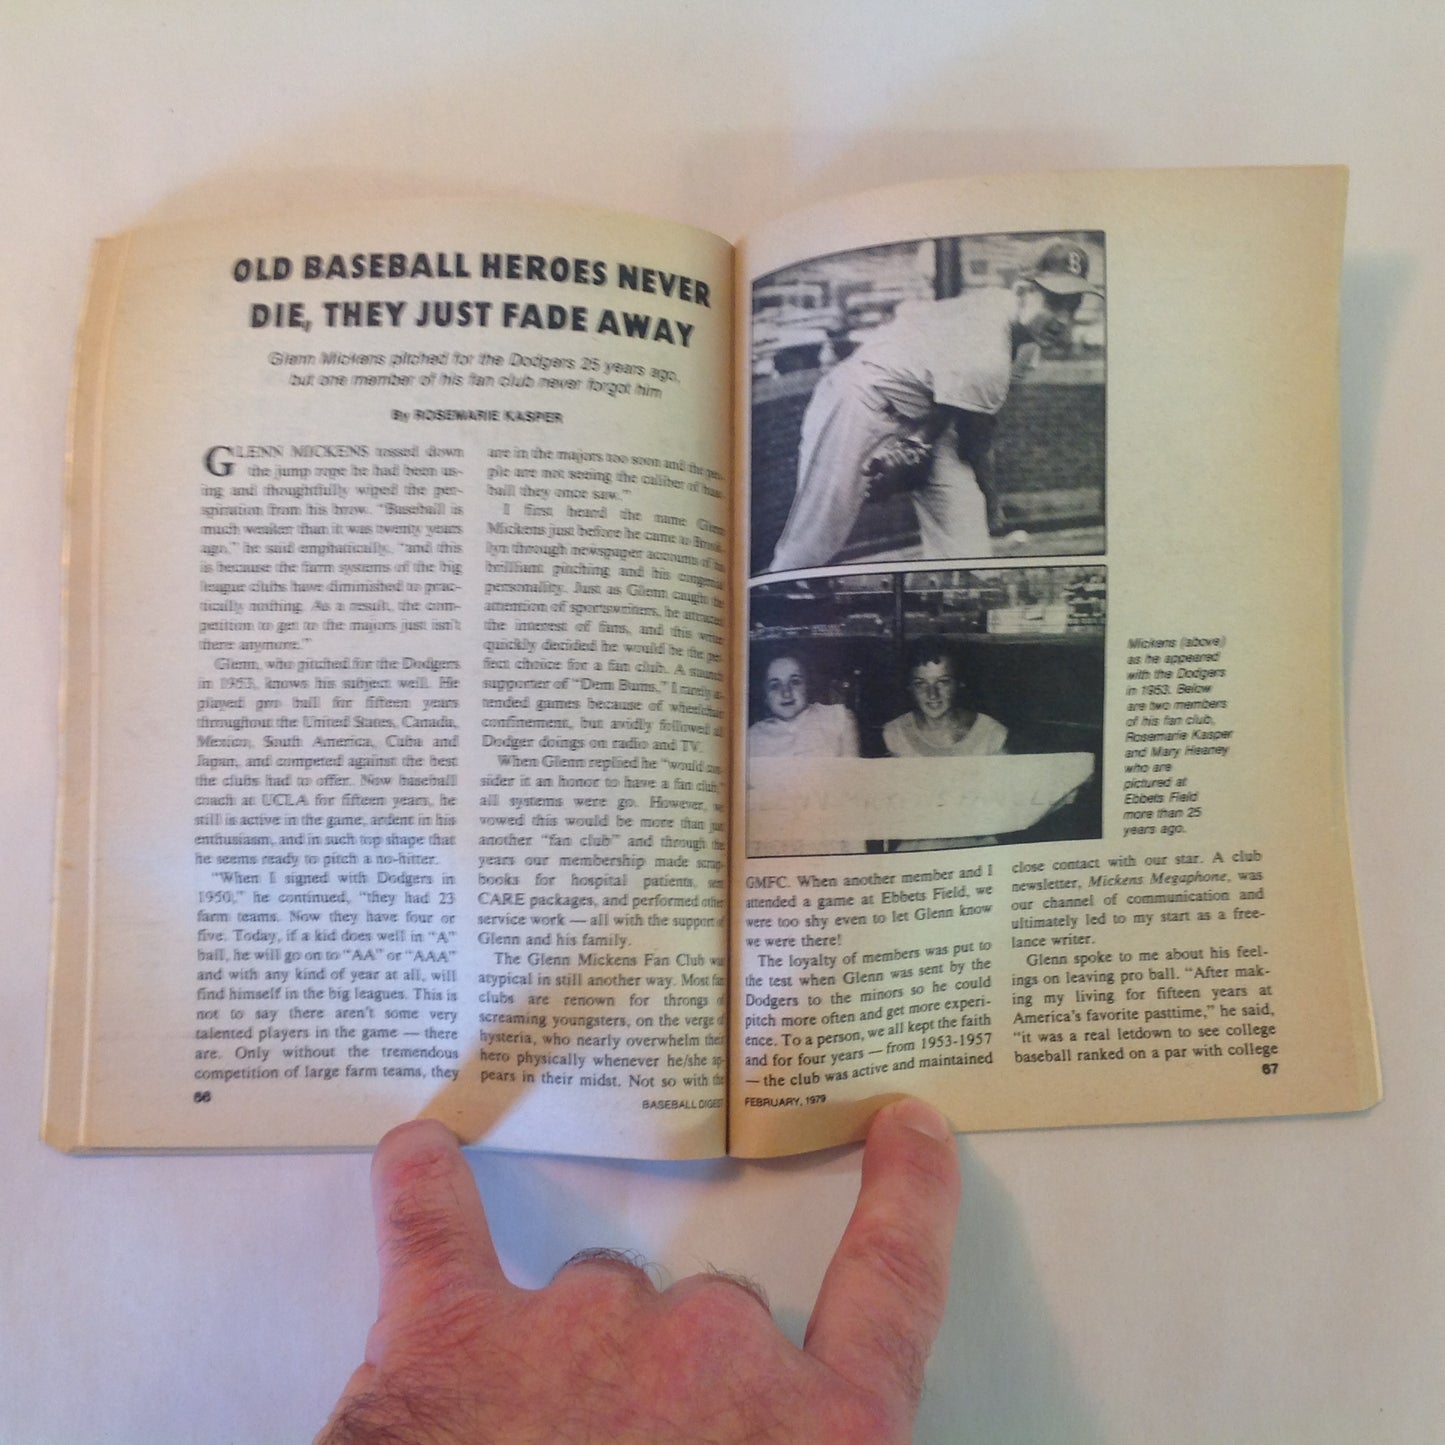 OLD BASEBALL HEROES NEVER
DIE, THEY JUST FADE AWAY
Glenn Mickens pitched for the Dodgers 25 years ago,
but one member of his fan club never forgot him
By ROSEMARIE KASPER
GLENN MICKENS tossed down
the jump rope he had been us-
ing and thoughtfully wiped the per-
spiration from his brow. "Baseball is
much weaker than it was twenty years
ago," he said emphatically, "and this
is because the farm systems of the big
league clubs have diminished to prac-
tically nothing. As a result, the com-
petition to get to the majors just isn't
there anymore."
Glenn, who pitched for the Dodgers
in 1953, knows his subject well. He
played pro ball for fifteen years
throughout the United States, Canada,
Mexico, South America, Cuba and
Japan, and competed against the best
the clubs had to offer. Now baseball
coach at UCLA for fifteen years, he
still is active in the game, ardent in his
enthusiasm, and in such top shape that
he seems ready to pitch a no-hitter.
"When I signed with Dodgers in
1950," he continued, "they had 23
farm teams. Now they have four or
five. Today, if a kid does well in "A"
ball, he will go on to "AA" or "AAA"
and with any kind of year at all, will
find himself in the big leagues. This is
not to say there aren't some very
talented players in the game — there
are. Only without the tremendous
competition of large farm teams, they
66
are in the majors too soon and the peo-
ple are not seeing the caliber of base-
ball they once saw."
I first heard the name Glenn
Mickens just before he came to Brook-
lyn through newspaper accounts of his
brilliant pitching and his congenial
personality. Just as Glenn caught the
attention of sportswriters, he attracted
the interest of fans, and this writer
quickly decided he would be the per-
fect choice for a fan club. A staunch
supporter of "Dem Bums," I rarely at-
tended games because of wheelchair
confinement, but avidly followed all
Dodger doings on radio and TV.
When Glenn replied he "would con-
sider it an honor to have a fan club,"
all systems were go. However, we
vowed this would be more than just
another "fan club" and through the
years our membership made scrap-
books for hospital patients, sent
CARE packages, and performed other
service work — all with the support of
Glenn and his family.
The Glenn Mickens Fan Club was
atypical in still another way. Most fan
clubs are renown for throngs of
screaming youngsters, on the verge of
hysteria, who nearly overwhelm their
hero physically whenever he/she ap-
pears in their midst. Not so with the
BASEBALL DIGEST
B
Mickens (above)
as he appeared
with the Dodgers
in 1953. Below
are two members
of his fan club,
Rosemarie Kasper
and Mary Heaney
who are
pictured at
Ebbets Field
more than 25
years ago.
GMFC. When another member and I
attended a game at Ebbets Field, we
were too shy even to let Glenn know
we were there!
The loyalty of members was put to
the test when Glenn was sent by the
Dodgers to the minors so he could
pitch more often and get more experi-
ence. To a person, we all kept the faith
and for four years — from 1953-1957
— the club was active and maintained
FEBRUARY, 1979
close contact with our star. A club
newsletter, Mickens Megaphone, was
our channel of communication and
ultimately led to my start as a free-
lance writer.
Glenn spoke to me about his feel-
ings on leaving pro ball. "After mak-
ing my living for fifteen years at
America's favorite pasttime," he said,
"it was a real letdown to see college
baseball ranked on a par with college
67